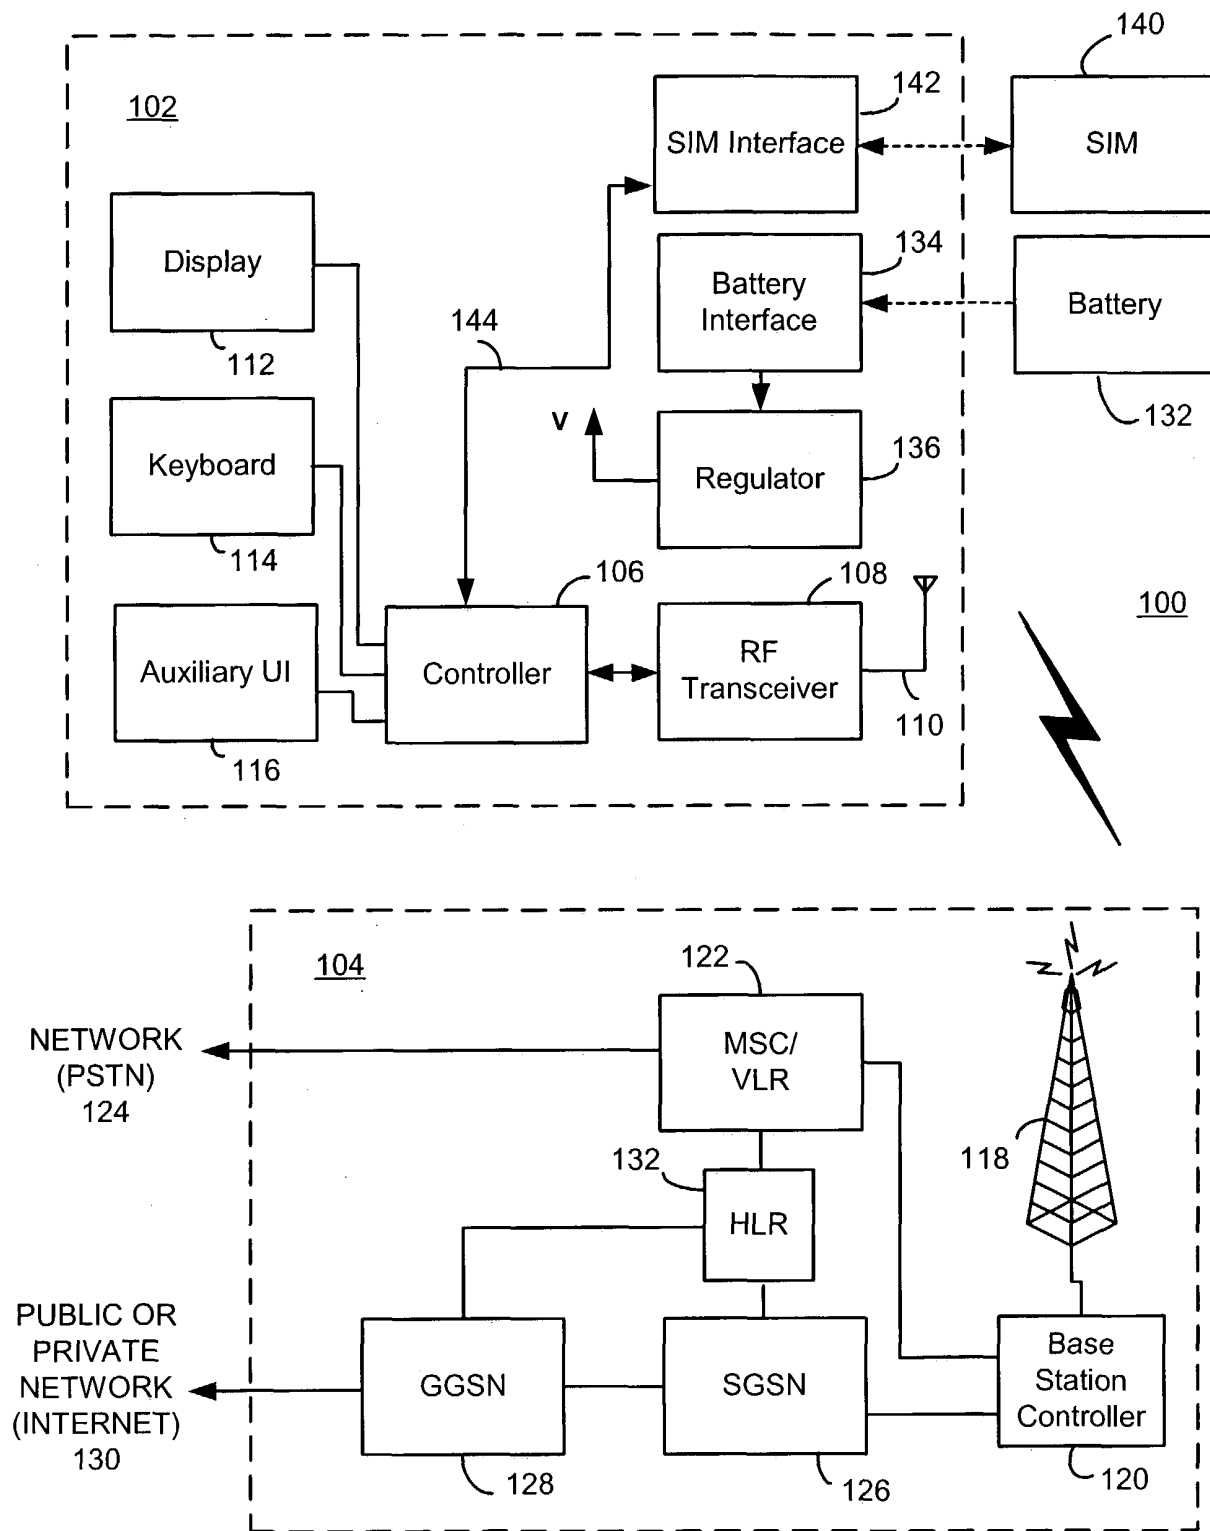 140
102
142
SIM Interface
SIM
Display
134
Battery
Interface
Battery
112
144
132
V
Keyboard
Regulator
136
114
106
108
100
Auxiliary UI
Controller
RF
Transceiver
110
116
104
122
NETWORK
(PSTN)
124
MSC/
VLR
118
132
HLR
PUBLIC OR
PRIVATE
NETWORK
(INTERNET)
130
GGSN
SGSN
Base
Station
Controller
128
126
120